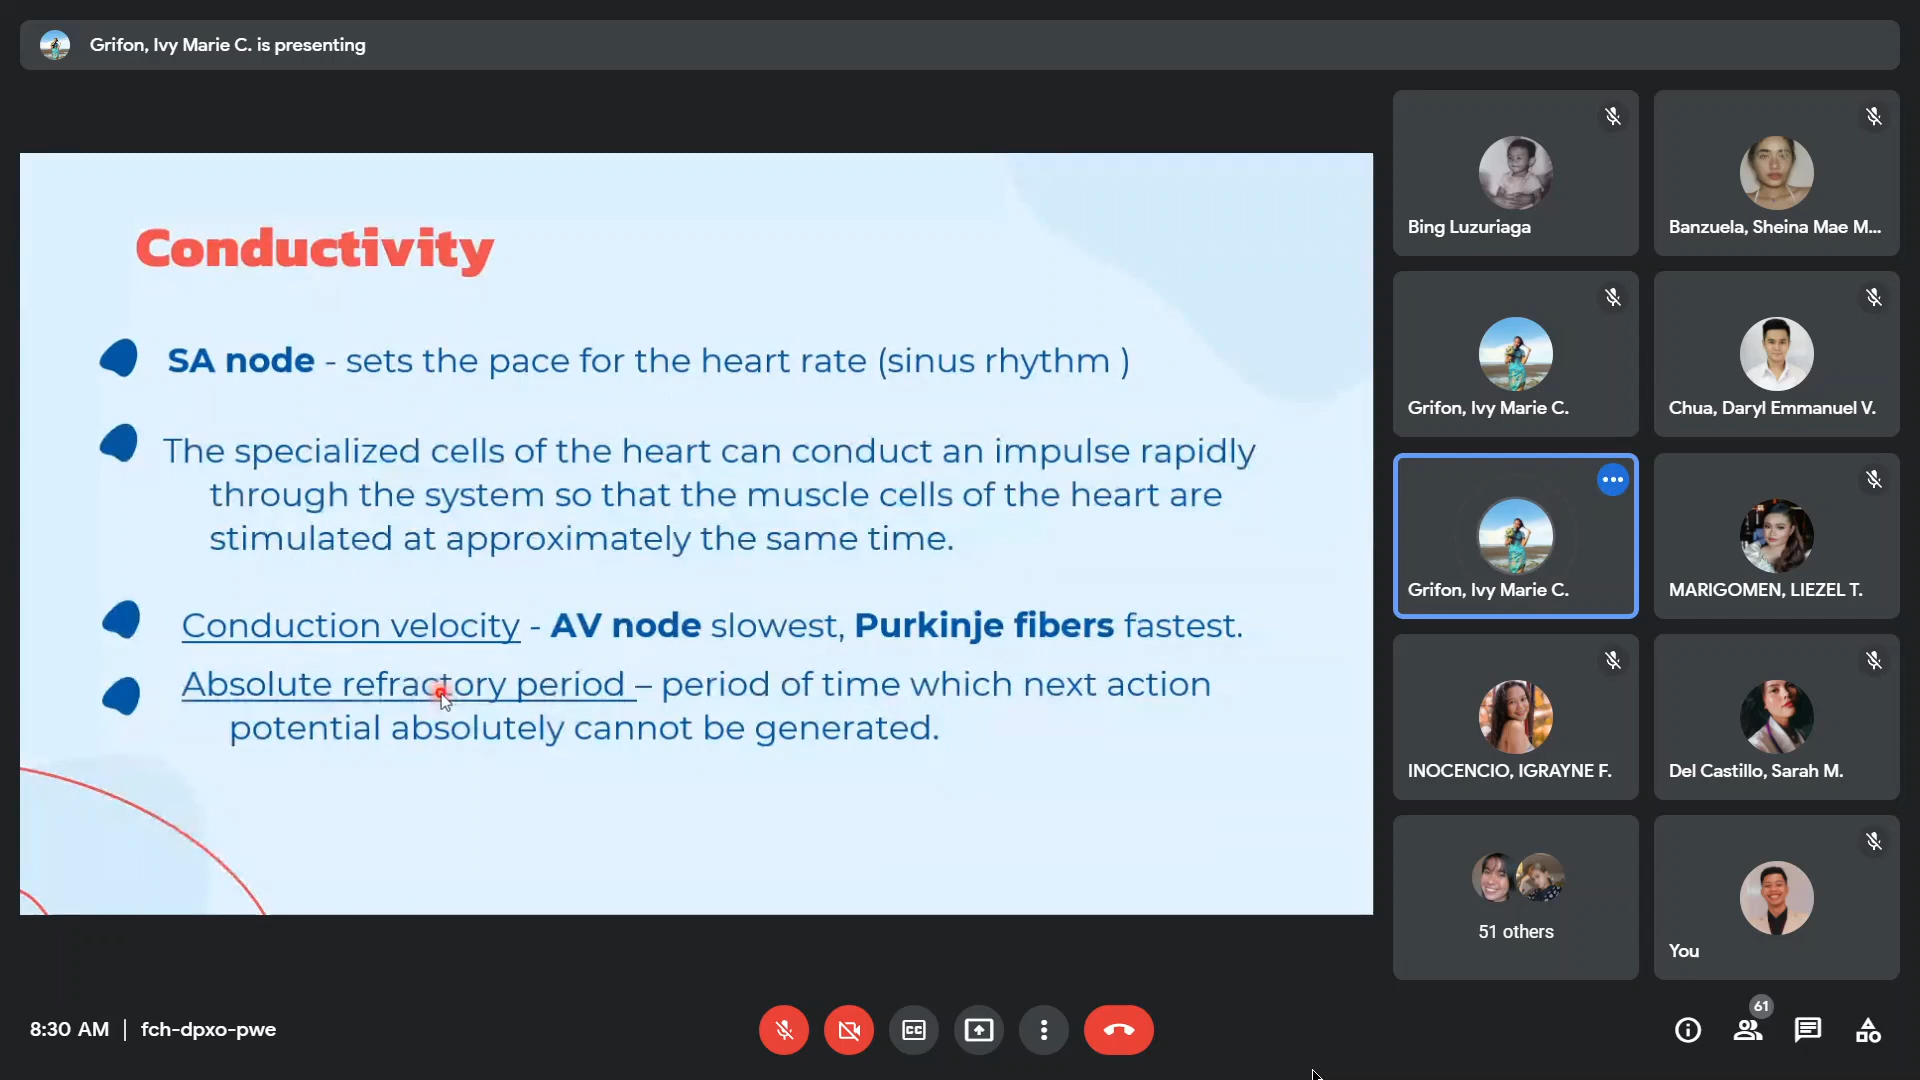 Grifon, Ivy Marie C. is presenting
Conductivity
SA node - sets the pace for the heart rate (sinus rhythm )
The specialized cells of the heart can conduct an impulse rapidly
through the system so that the muscle cells of the heart are
stimulated at approximately the same time.
Conduction velocity - AV node slowest, Purkinje fibers fastest.
Absolute refractory period – period of time which next action
potential absolutely cannot be generated.
Bing Luzuriaga
Banzuela, Sheina Mae M...
Grifon, Ivy Marie C.
Chua, Daryl Emmanuel V.
Grifon, Ivy Marie C.
MARIGOMEN, LIEZEL T.
INOCENCIO, IGRAYNE F.
Del Castillo, Sarah M.
51 others
You
8:30 AM | fch-dpxo-pwe
CC
61